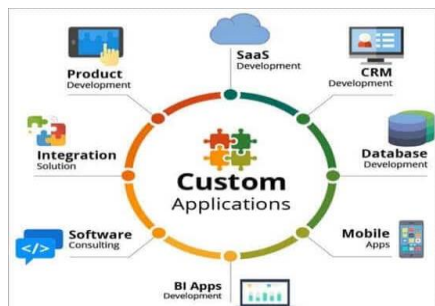 SaaS
Development
CRM
Development
Database
Development
Mobile
Apps
BI Apps
Development
Software
Consulting
</>
Integration
Solution
Product
Development
Custom
Applications